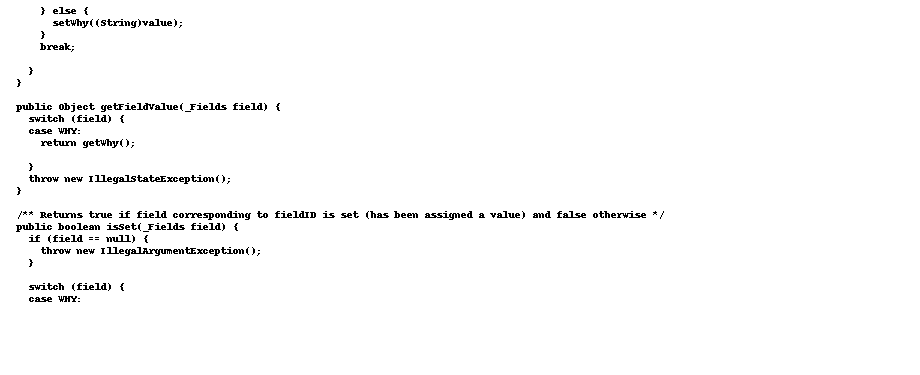 } else {
      setWhy((String)value);
    }
    break;

  }
}

public Object getFieldValue(_Fields field) {
  switch (field) {
  case WHY:
    return getWhy();

  }
  throw new IllegalStateException();
}

/** Returns true if field corresponding to fieldID is set (has been assigned a value) and false otherwise */
public boolean isSet(_Fields field) {
  if (field == null) {
    throw new IllegalArgumentException();
  }

  switch (field) {
  case WHY: